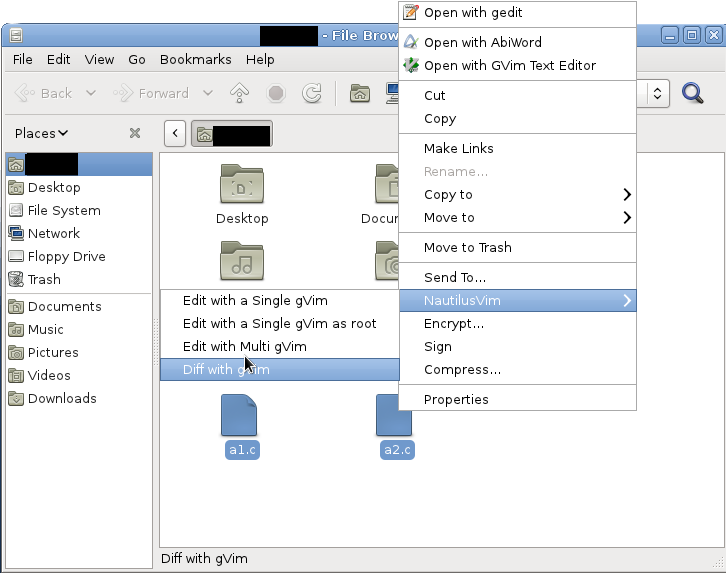 - File Brow
File Edit View Go Bookmarks Help
Back Forward
Places
Desktop
File System
Network
Floppy Drive
Trash
Documents
Music
Pictures
Videos
Downloads
Desktop
Docu
Edit with a Single gVim
Edit with a Single gVim as root
Edit with Multi gVim
Diff with gVim
a1.c
a2.c
Open with gedit
Open with AbiWord
Open with GVim Text Editor
Cut
Copy
Make Links
Rename...
Copy to
Move to
Move to Trash
Send To...
NautilusVim
Encrypt...
Sign
Compress...
Properties
Diff with gVim